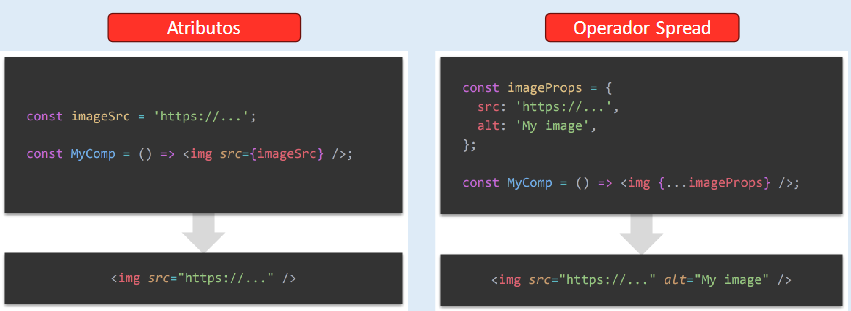 Atributos
const imageSrc = 'https://...';
const MyComp = () => <img src={imageSrc} />;
<img src="https://..." />
Operador Spread
const imageProps = {
  src: 'https://...',
  alt: 'My image',
};
const MyComp = () => <img {...imageProps} />;
<img src="https://..." alt="My image" />